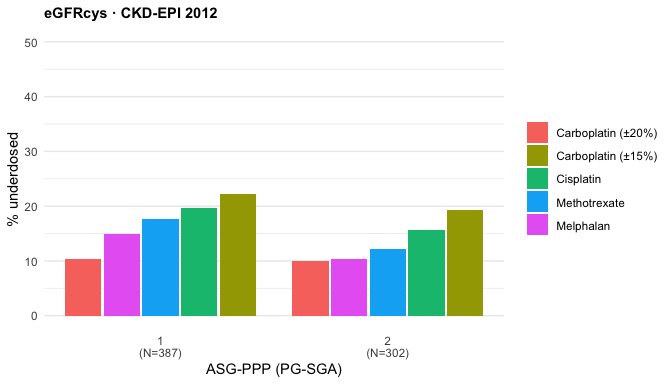 eGFRcys · CKD-EPI 2012
% underdosed
50
40
30
20
10
0
1
(N=387)
2
(N=302)
ASG-PPP (PG-SGA)
Carboplatin (±20%)
Carboplatin (±15%)
Cisplatin
Methotrexate
Melphalan